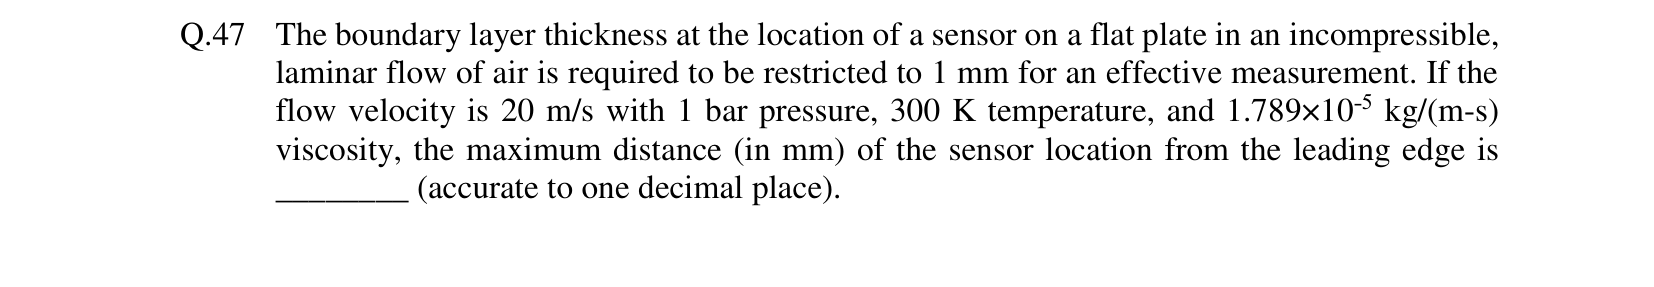 Q.47 The boundary layer thickness at the location of a sensor on a flat plate in an incompressible,
laminar flow of air is required to be restricted to 1 mm for an effective measurement. If the
flow velocity is 20 m/s with 1 bar pressure, 300 K temperature, and 1.789×10⁻⁵ kg/(m-s)
viscosity, the maximum distance (in mm) of the sensor location from the leading edge is
________ (accurate to one decimal place).